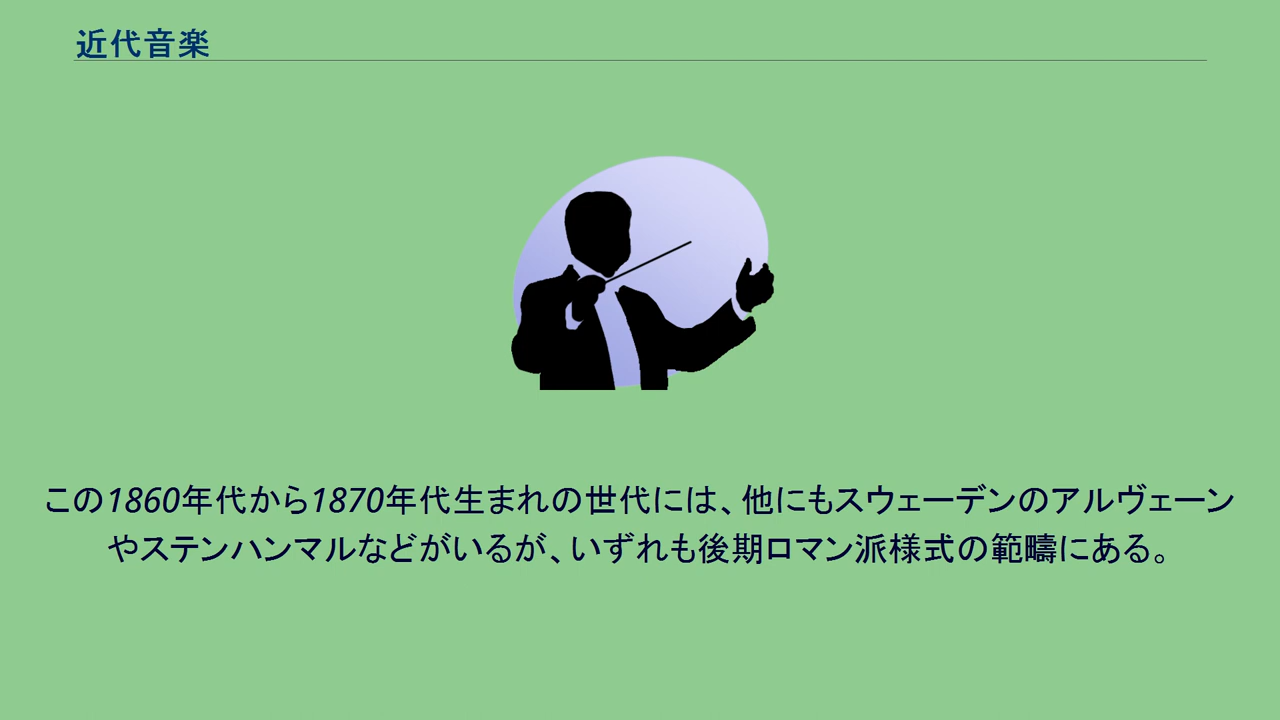 近代音楽
この1860年代から1870年代生まれの世代には、他にもスウェーデンのアルヴェーン
やステンハンマルなどがいるが、いずれも後期ロマン派様式の範疇にある。